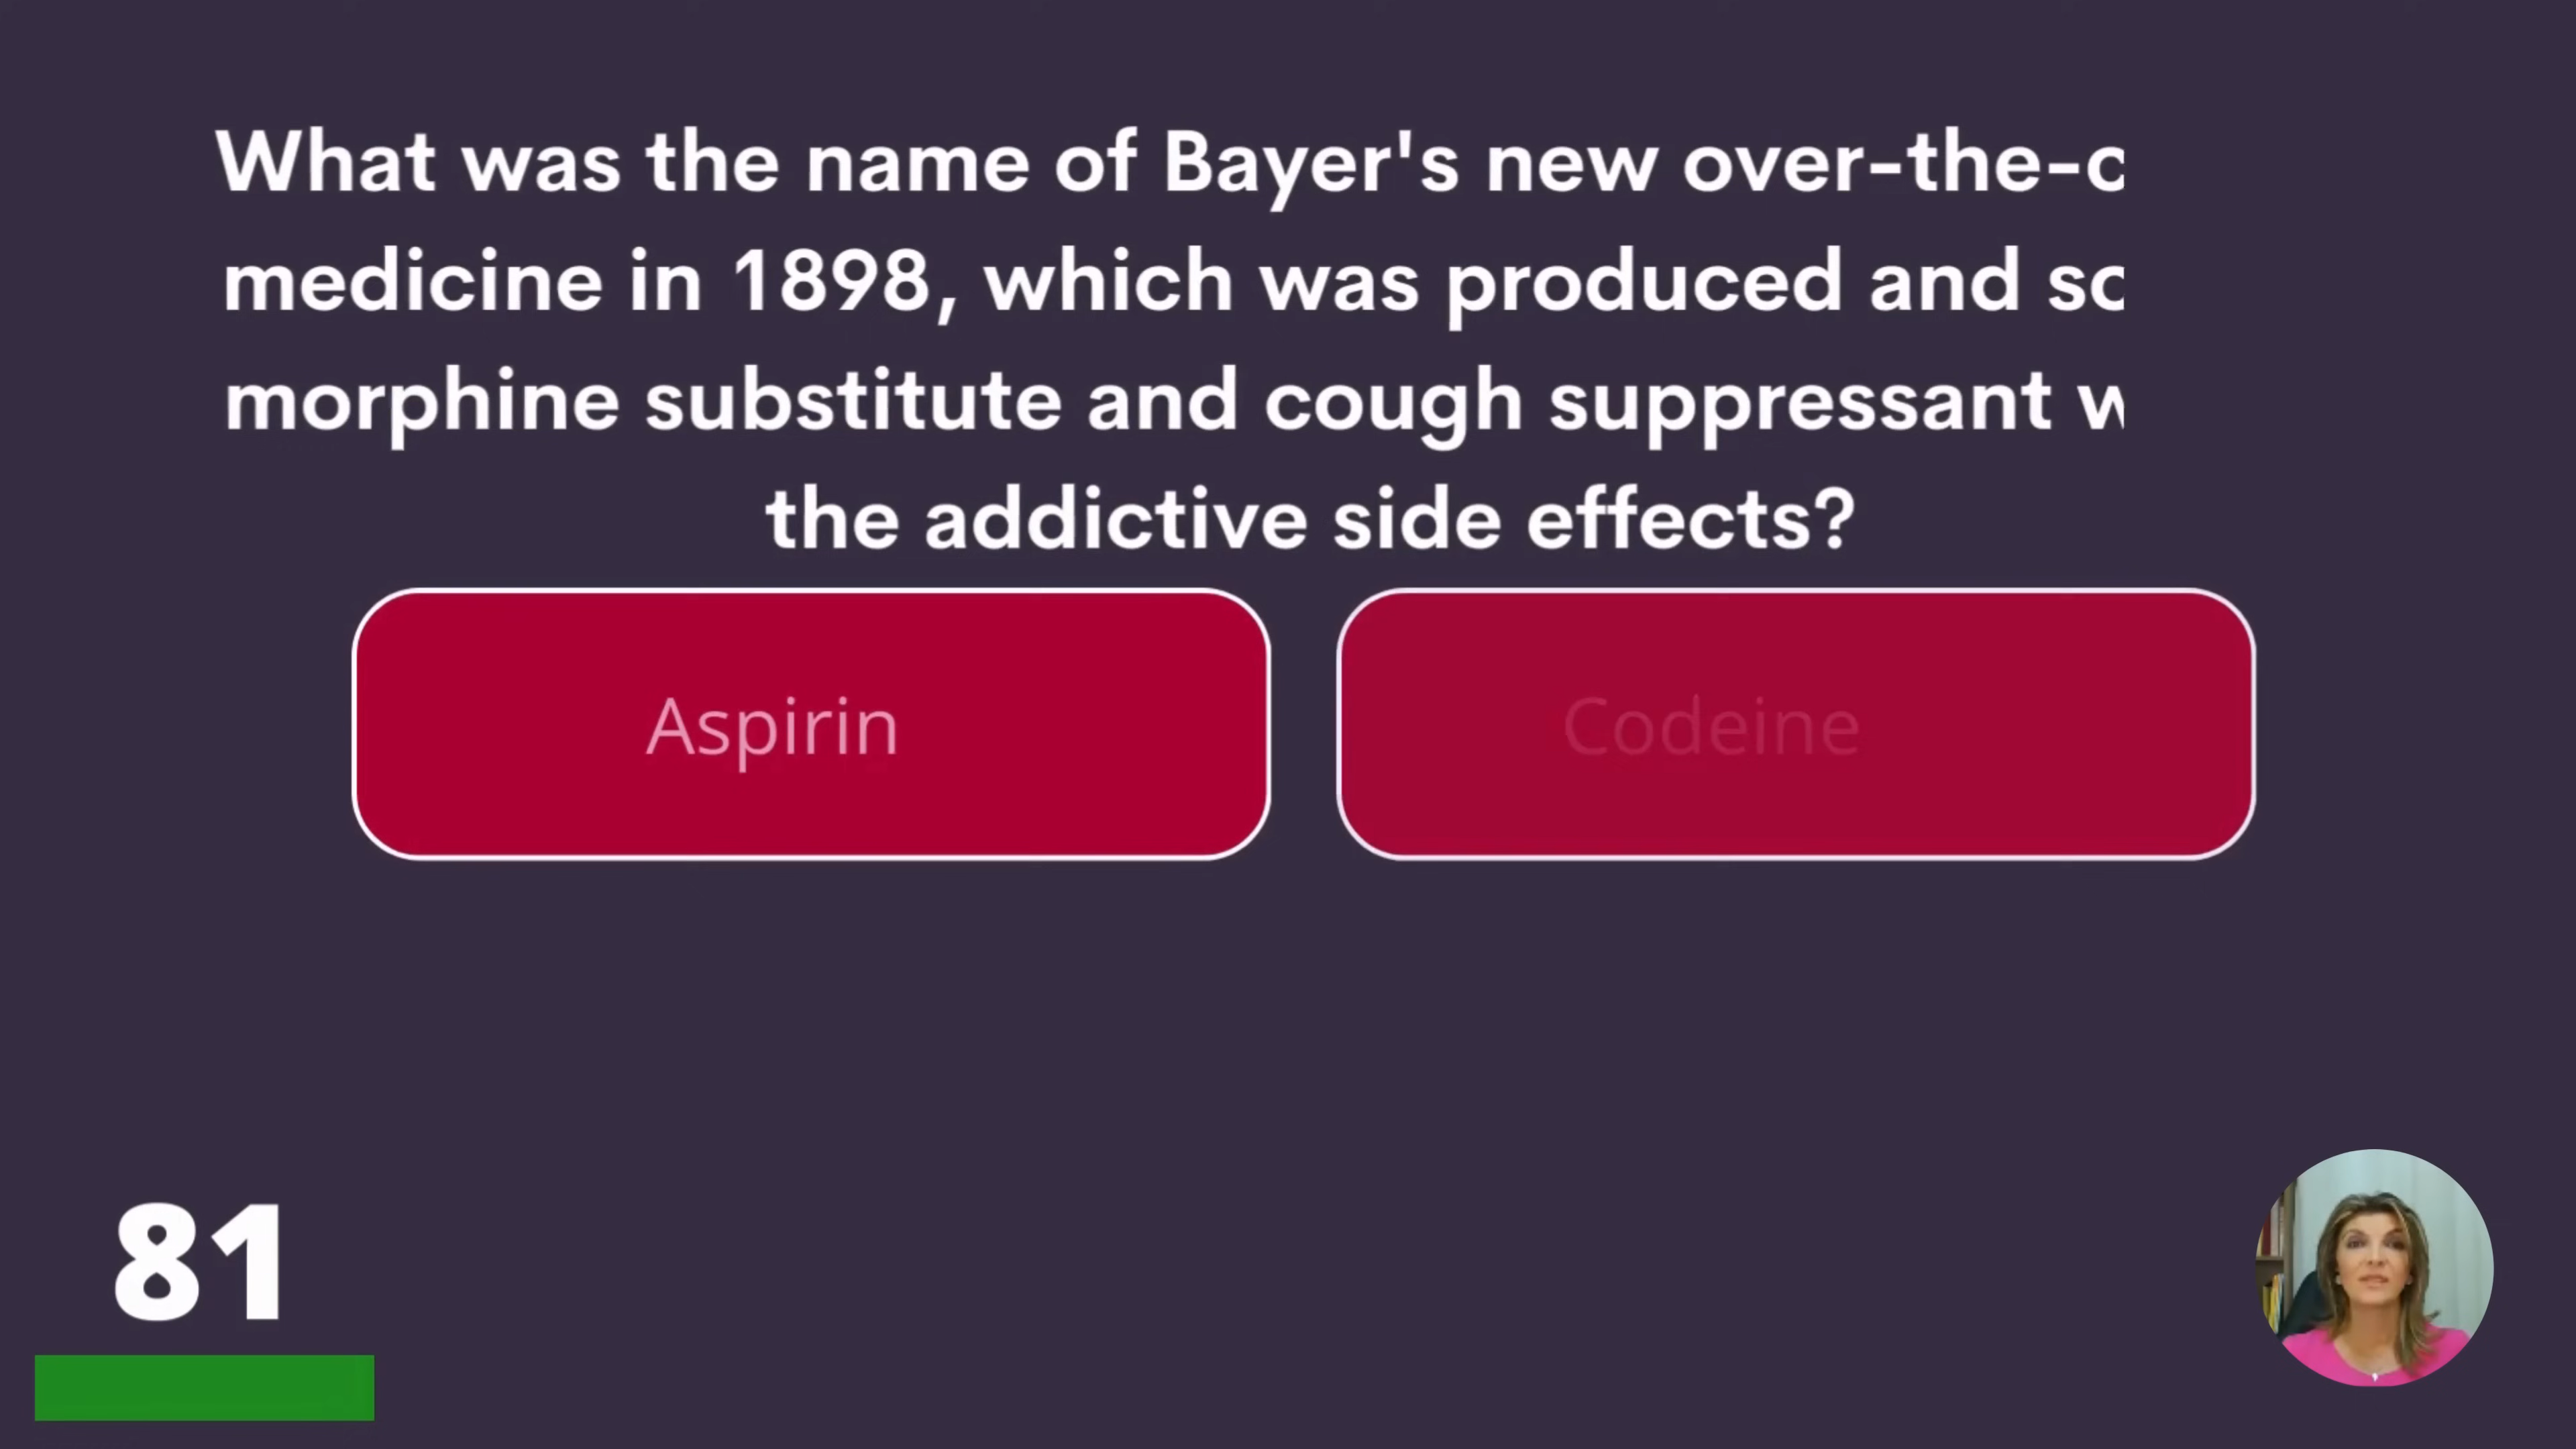 What was the name of Bayer's new over-the-c
medicine in 1898, which was produced and so
morphine substitute and cough suppressant w
the addictive side effects?
Aspirin
Codeine
81